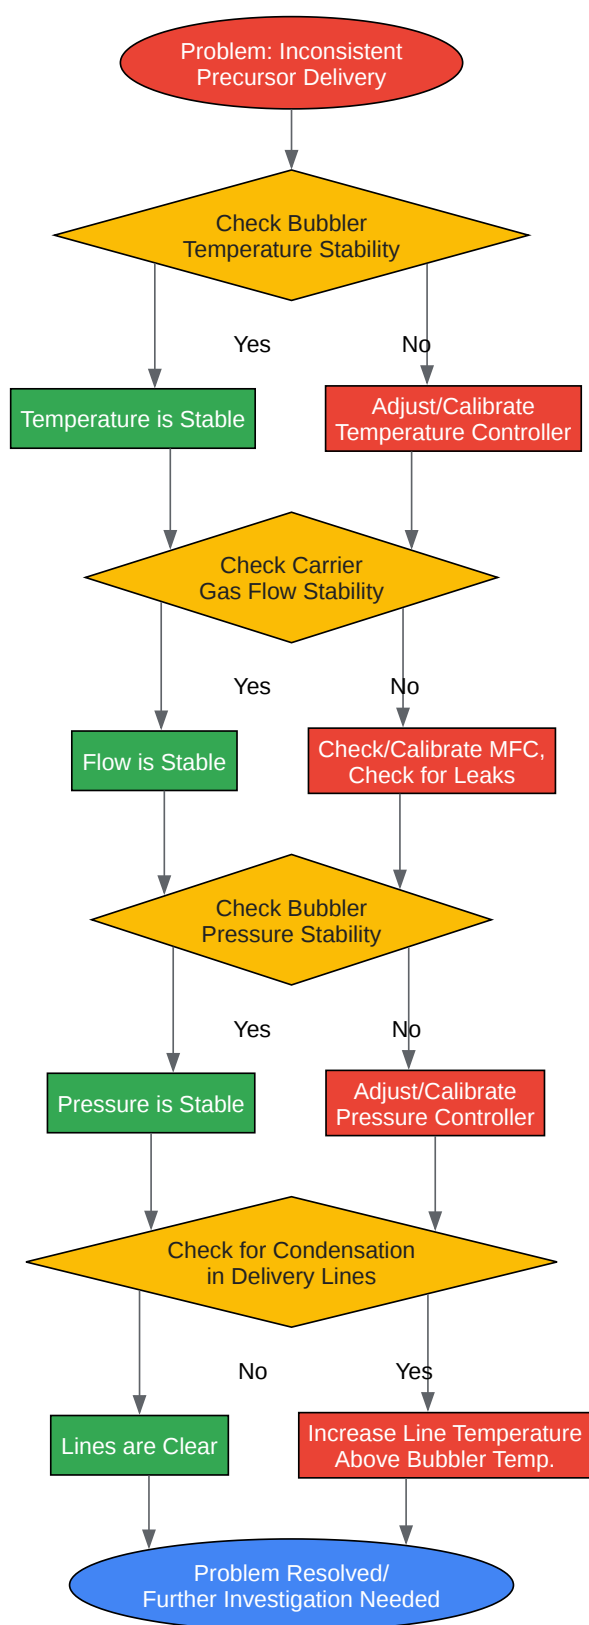 Problem: Inconsistent
Precursor Delivery
Check Bubbler
Temperature Stability
Yes
No
Temperature is Stable
Adjust/Calibrate
Temperature Controller
Check Carrier
Gas Flow Stability
Yes
No
Flow is Stable
Check/Calibrate MFC,
Check for Leaks
Check Bubbler
Pressure Stability
Yes
No
Pressure is Stable
Adjust/Calibrate
Pressure Controller
Check for Condensation
in Delivery Lines
No
Yes
Lines are Clear
Increase Line Temperature
Above Bubbler Temp.
Problem Resolved/
Further Investigation Needed